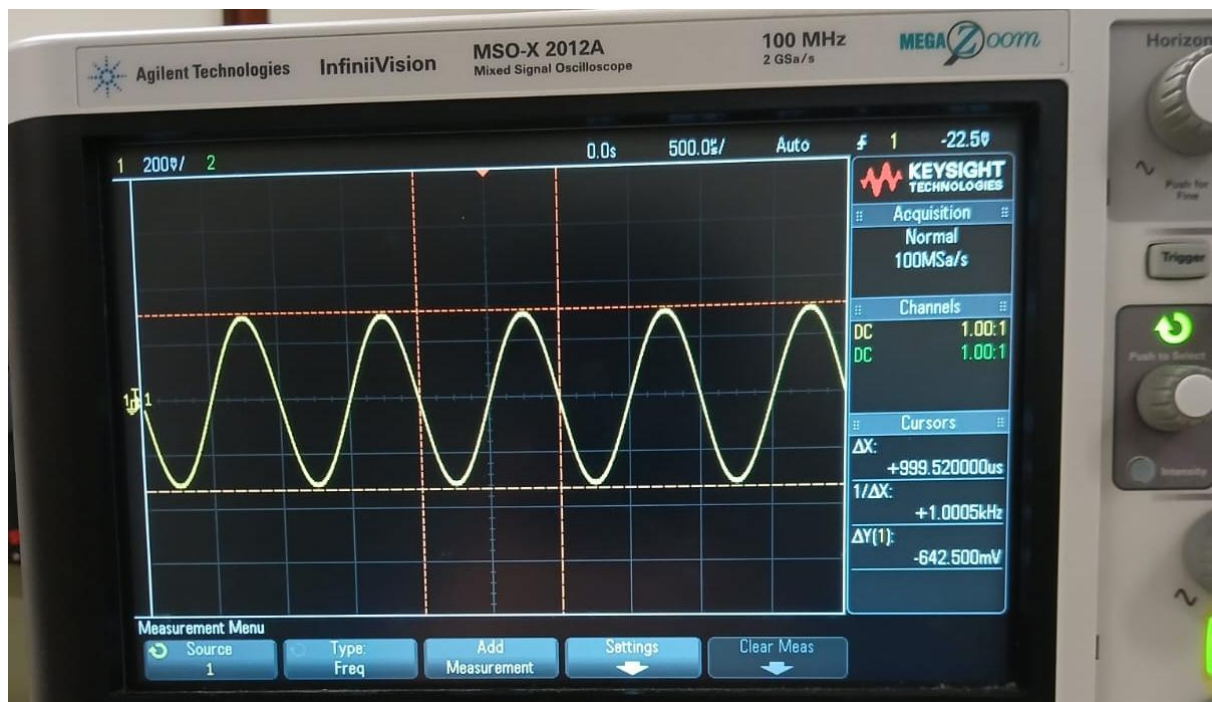 Agilent Technologies InfiniiVision MSO-X 2012A 100 MHz MEGA Zoom
Mixed Signal Oscilloscope 2 GSa/s
Horizon
Push for
Fine
1 200mV/ 2 0.0s 500.0us/ Auto 1 -22.5mV
KEYSIGHT
TECHNOLOGIES
Acquisition
Normal
100MSa/s
Trigger
Channels
DC 1.00:1
DC 1.00:1
Push to Select
Cursors
ΔX:
+999.520000us
1/ΔX:
+1.0005kHz
ΔY(1):
-642.500mV
Intensity
Measurement Menu
Source
1
Type:
Freq
Add
Measurement
Settings
Clear Meas